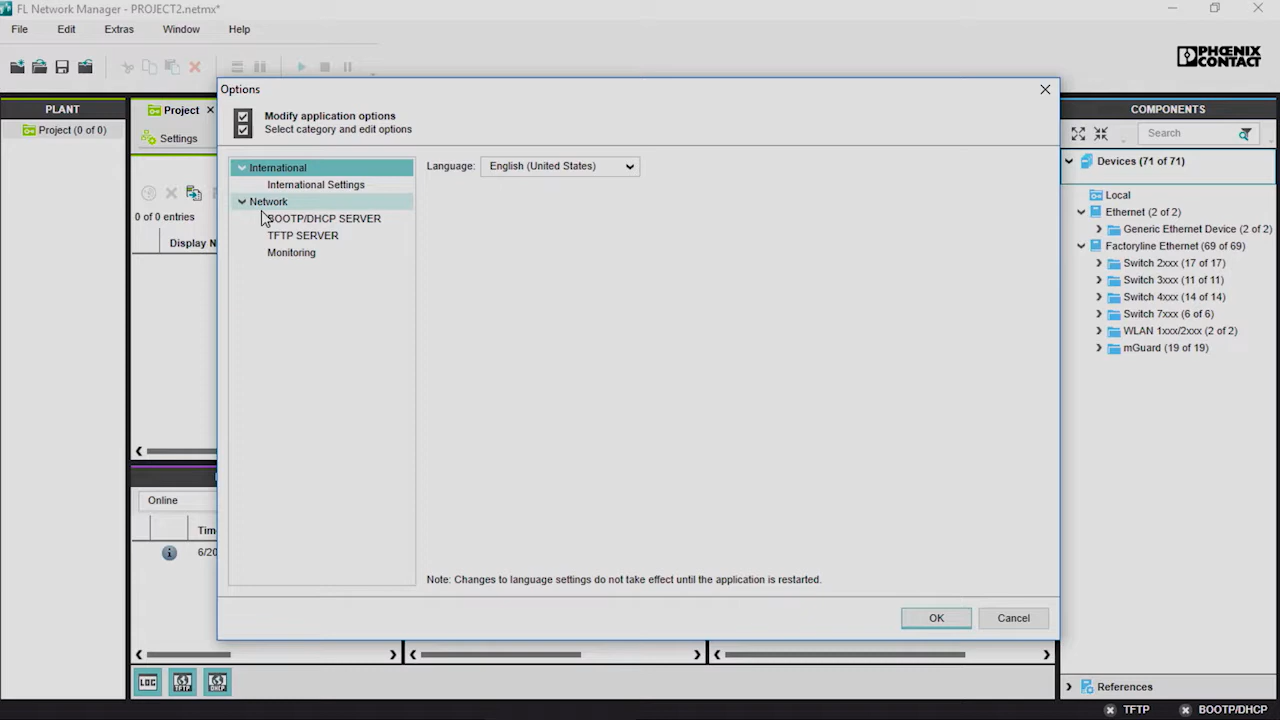 FL Network Manager - PROJECT2.netmx*
File Edit Extras Window Help
PHOENIX CONTACT
PLANT
Project (0 of 0)
Project
Settings
0 of 0 entries
Display N
Online
Tim
6/20
LOG
TFTP
DHCP
Options
Modify application options
Select category and edit options
International
International Settings
Network
BOOTP/DHCP SERVER
TFTP SERVER
Monitoring
Language: English (United States)
Note: Changes to language settings do not take effect until the application is restarted.
OK Cancel
COMPONENTS
Search
Devices (71 of 71)
Local
Ethernet (2 of 2)
Generic Ethernet Device (2 of 2)
Factoryline Ethernet (69 of 69)
Switch 2xxx (17 of 17)
Switch 3xxx (11 of 11)
Switch 4xxx (14 of 14)
Switch 7xxx (6 of 6)
WLAN 1xxx/2xxx (2 of 2)
mGuard (19 of 19)
References
TFTP BOOTP/DHCP